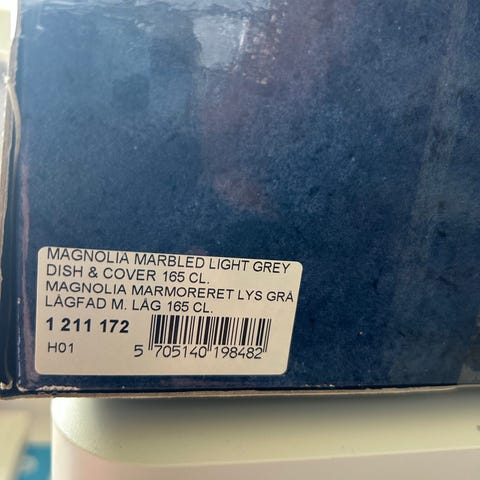 MAGNOLIA MARBLED LIGHT GREY
DISH & COVER 165 CL.
MAGNOLIA MARMORERET LYS GRÅ
LÅGFAD M. LÅG 165 CL.
1 211 172
H01
5 705140 198482